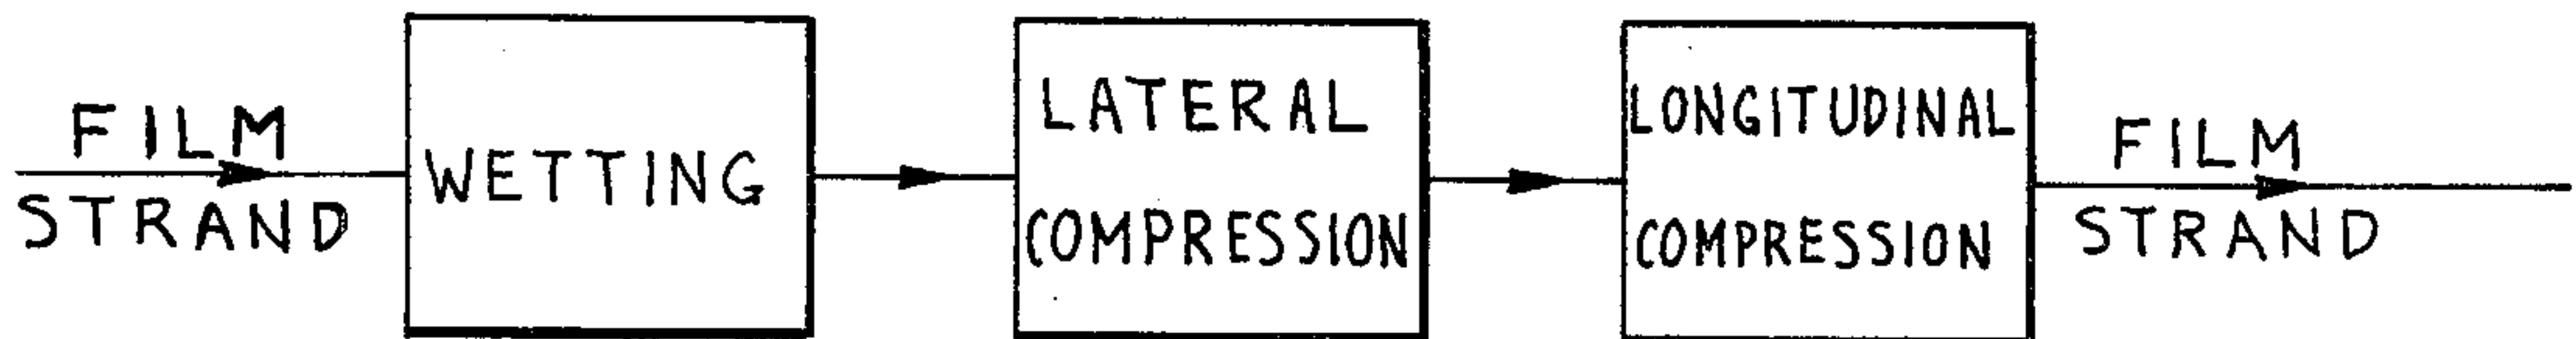 FILM
STRAND
WETTING
LATERAL
COMPRESSION
LONGITUDINAL
COMPRESSION
FILM
STRAND